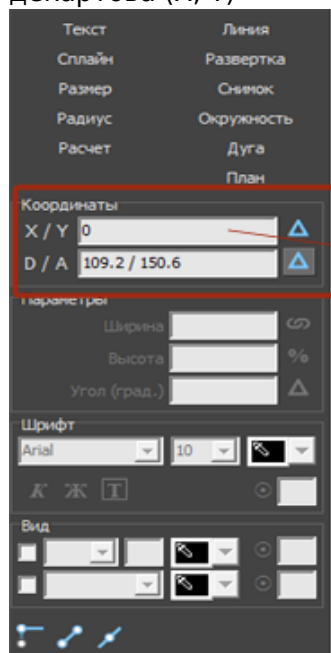 Текст Линия
Сплайн Развертка
Размер Снимок
Радиус Окружность
Расчет Дуга
План
Координаты
X / Y 0
D / A 109.2 / 150.6
Параметры
Ширина
Высота %
Угол (град.)
Шрифт
Arial 10
К Ж T
Вид